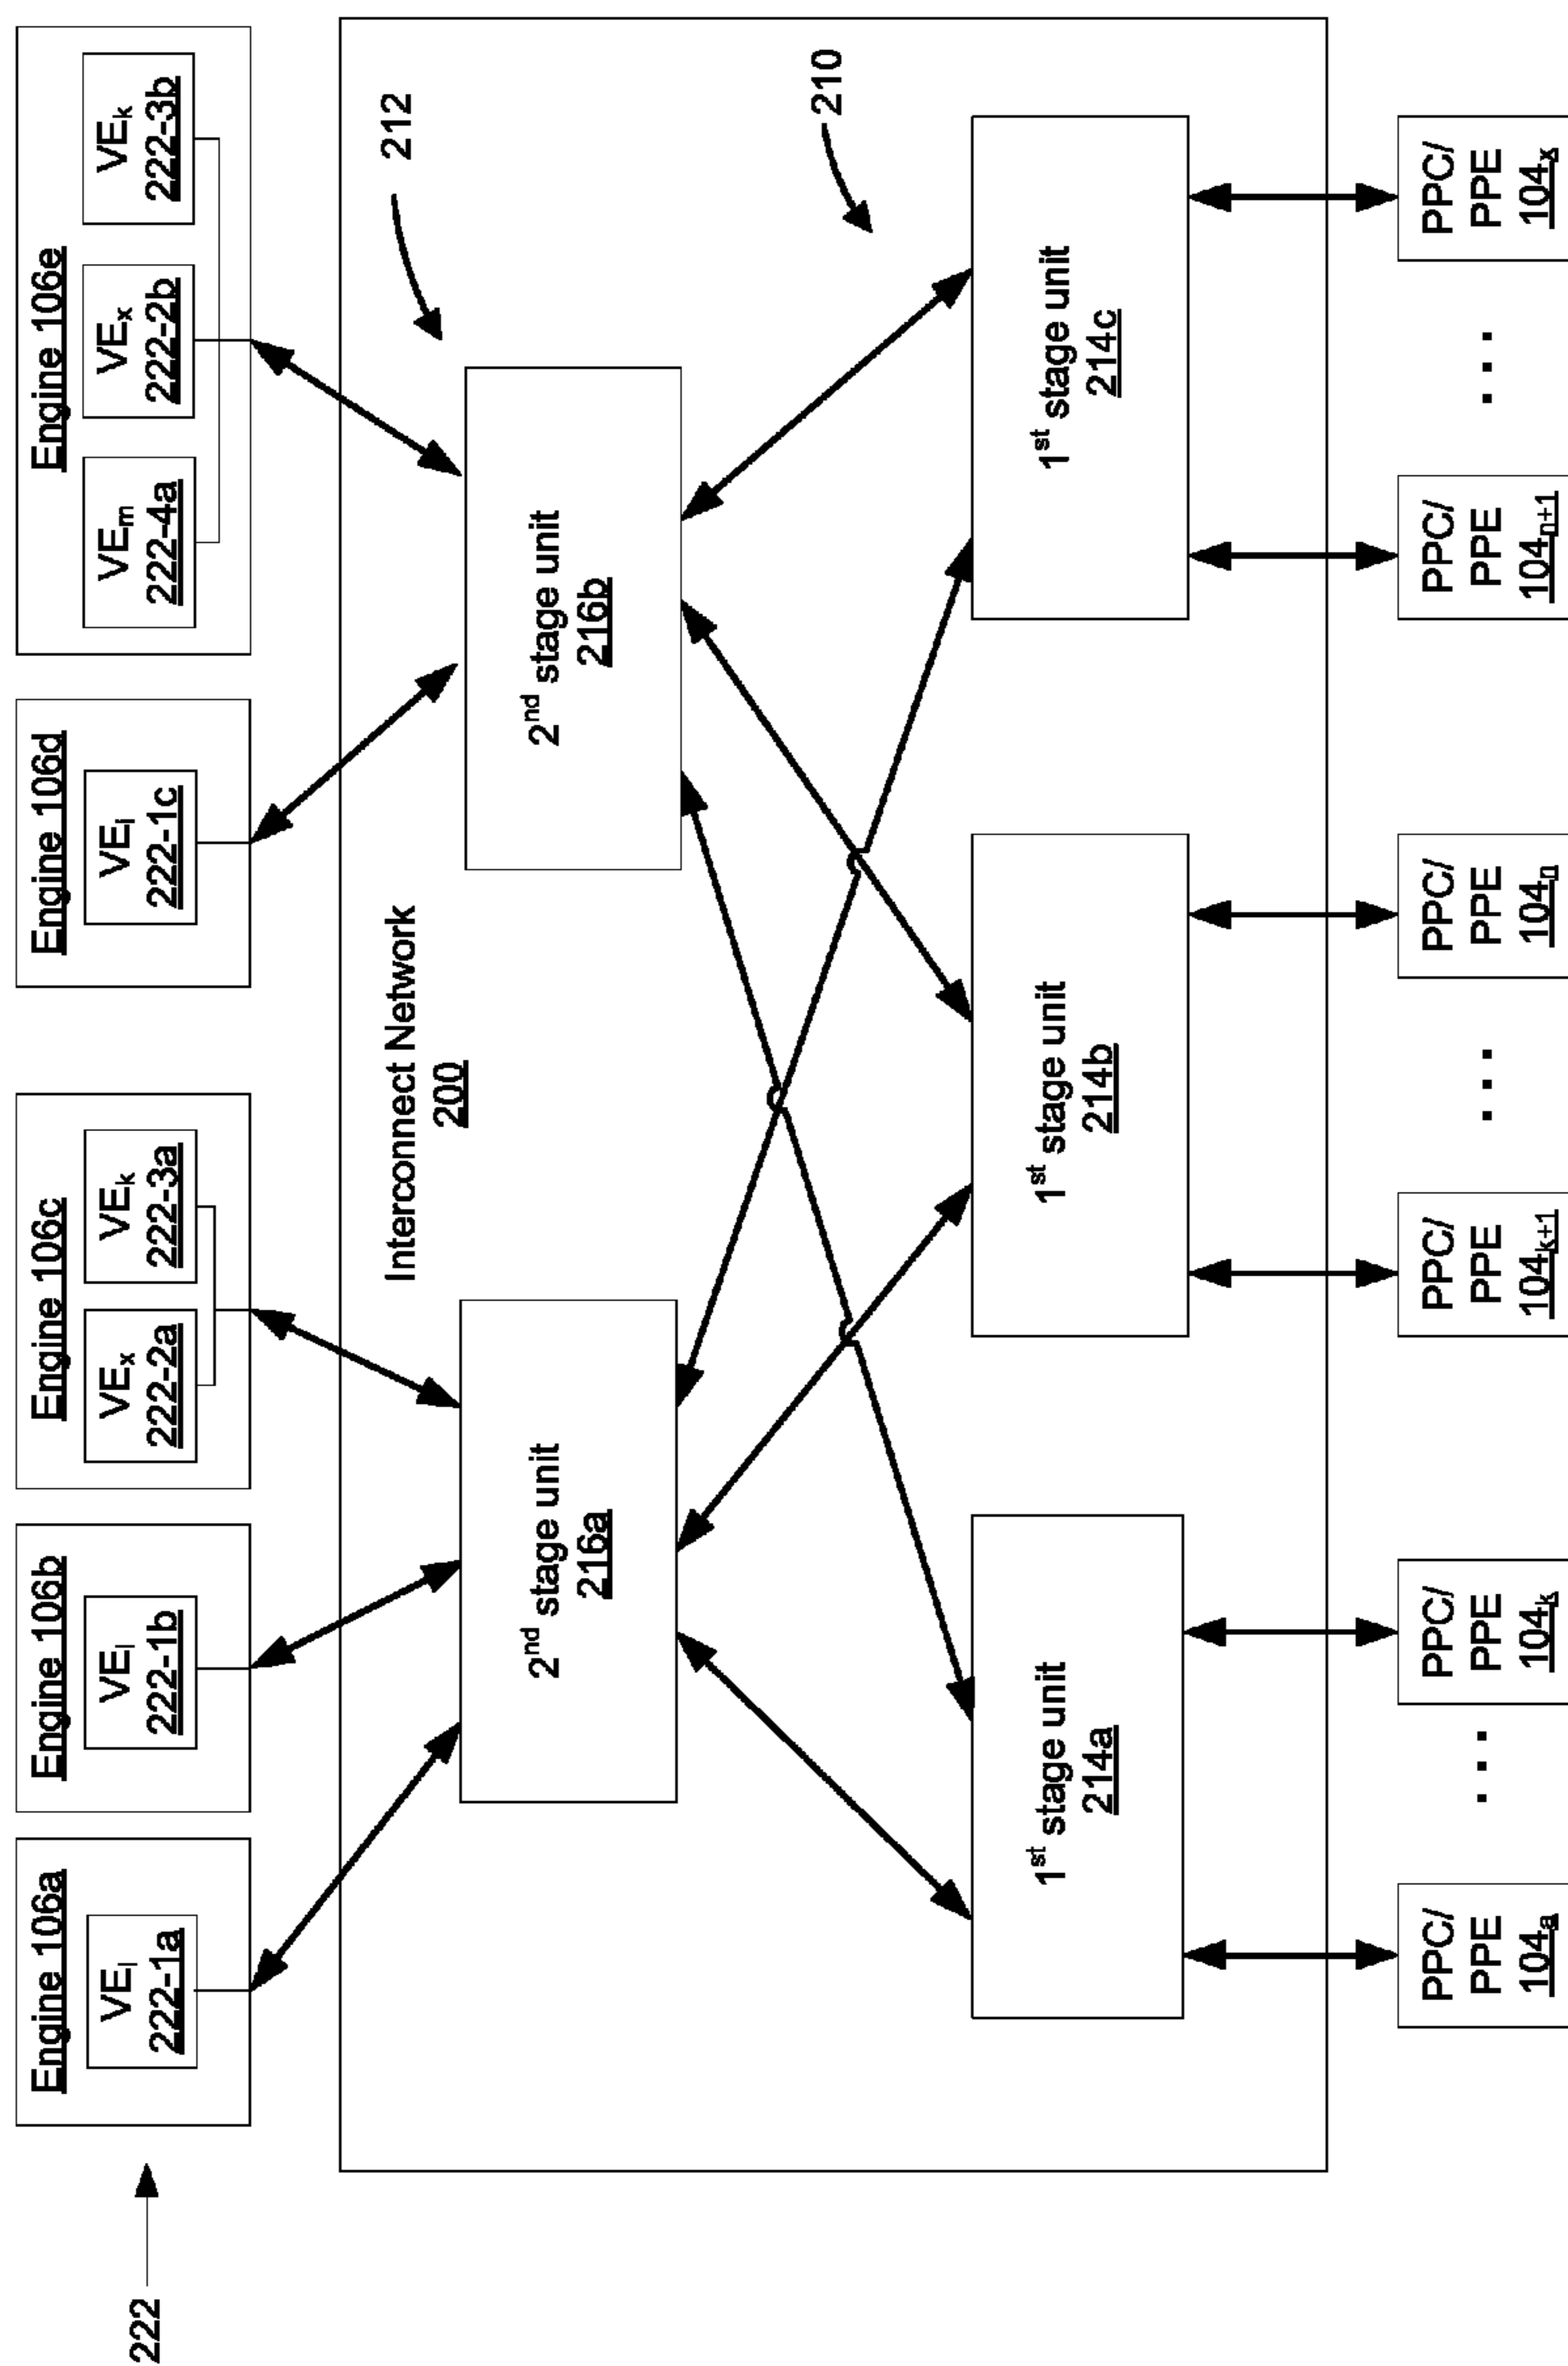 222
Engine 106a
VEᵢ
222-1a
Engine 106b
VEᵢ
222-1b
Engine 106c
VEₓ
222-2a
VEₖ
222-3a
Engine 106d
VEᵢ
222-1c
Engine 106e
VEₘ
222-4a
VEₓ
222-2b
VEₖ
222-3b
Interconnect Network
200
212
2ⁿᵈ stage unit
216a
2ⁿᵈ stage unit
216b
210
1ˢᵗ stage unit
214a
1ˢᵗ stage unit
214b
1ˢᵗ stage unit
214c
PPC/
PPE
104ₐ
...
PPC/
PPE
104ₖ
PPC/
PPE
104ₖ₊₁
...
PPC/
PPE
104ₙ
PPC/
PPE
104ₙ₊₁
...
PPC/
PPE
104ₓ